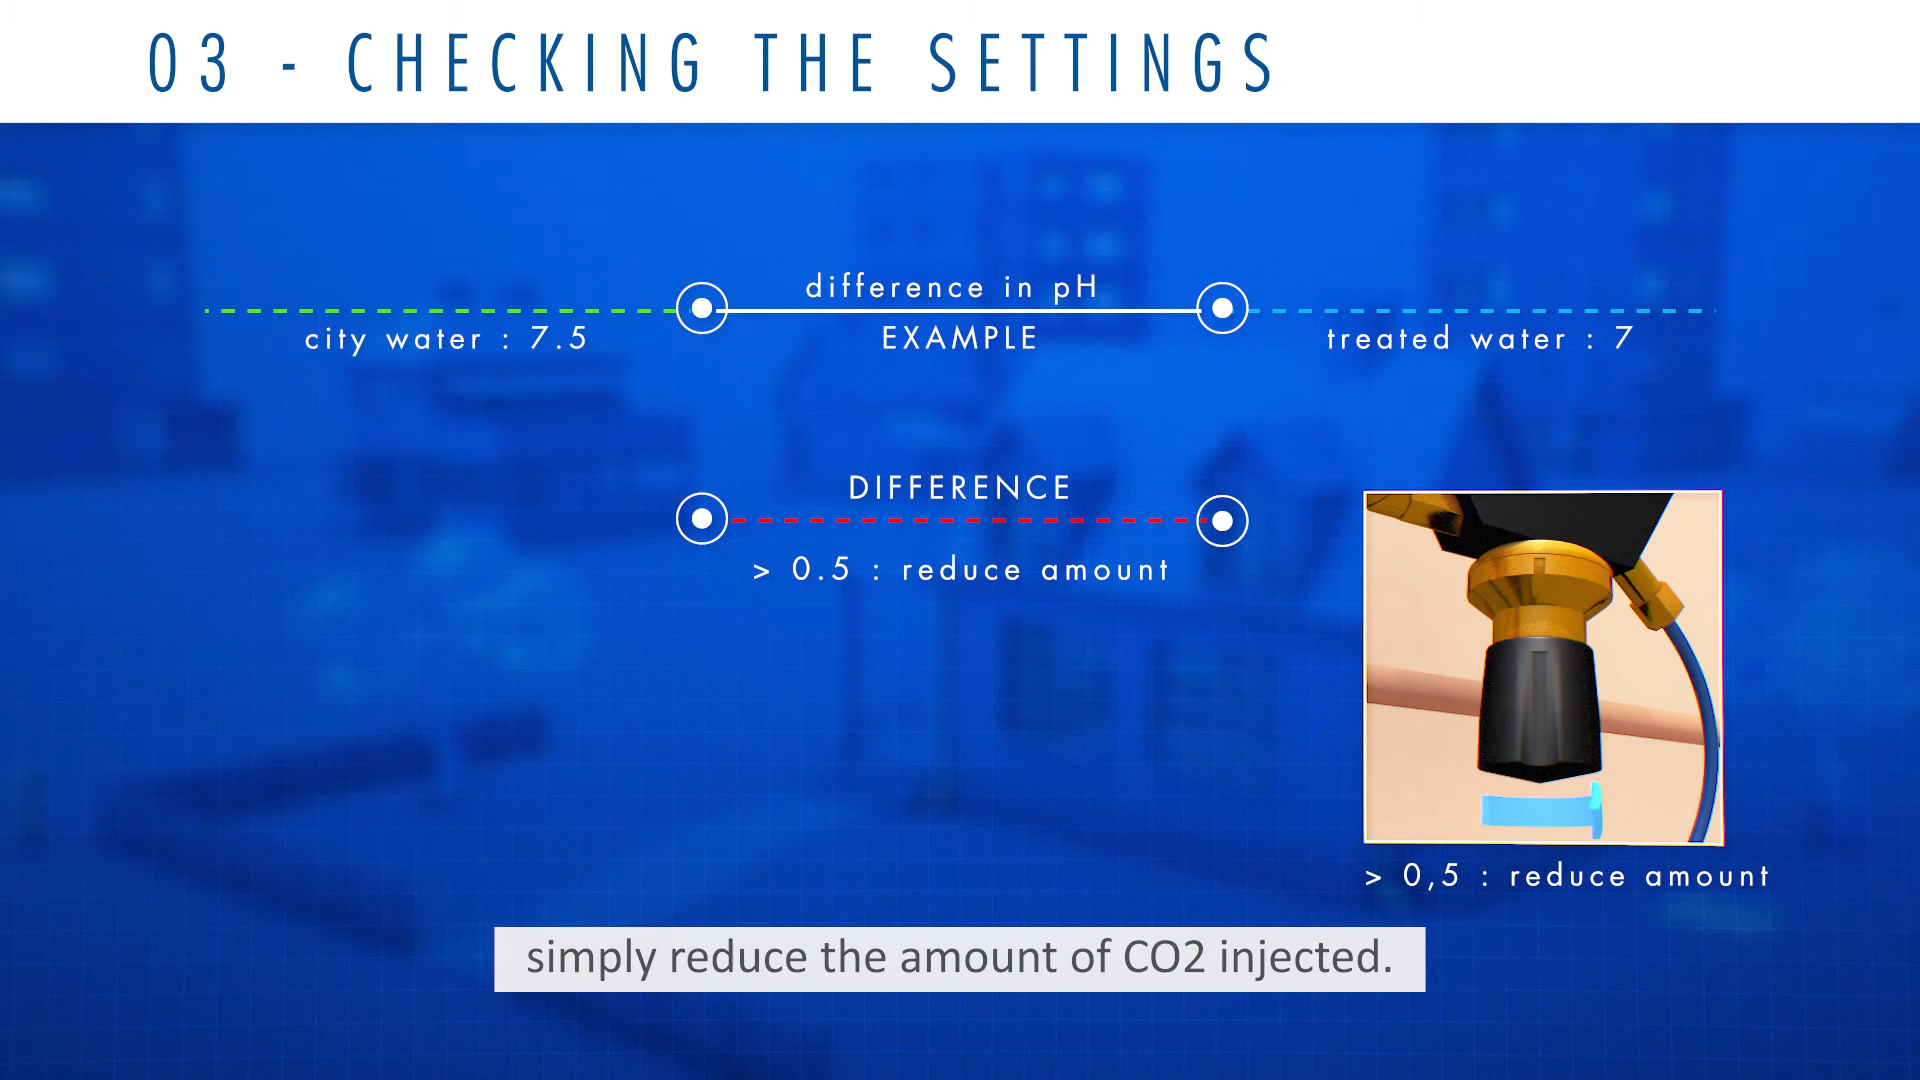 03 - CHECKING THE SETTINGS
difference in pH
city water : 7.5
EXAMPLE
treated water : 7
DIFFERENCE
> 0.5 : reduce amount
> 0,5 : reduce amount
simply reduce the amount of CO2 injected.